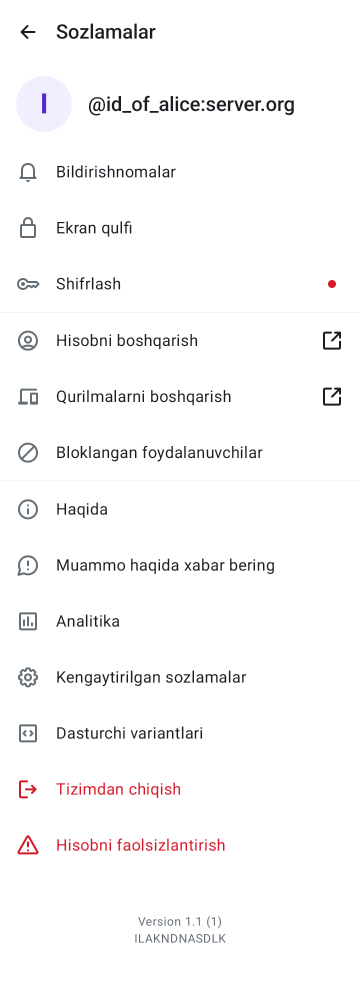 Sozlamalar
I
@id_of_alice:server.org
Bildirishnomalar
Ekran qulfi
Shifrlash
Hisobni boshqarish
Qurilmalarni boshqarish
Bloklangan foydalanuvchilar
Haqida
Muammo haqida xabar bering
Analitika
Kengaytirilgan sozlamalar
Dasturchi variantlari
Tizimdan chiqish
Hisobni faolsizlantirish
Version 1.1 (1)
ILAKNDNASDLK